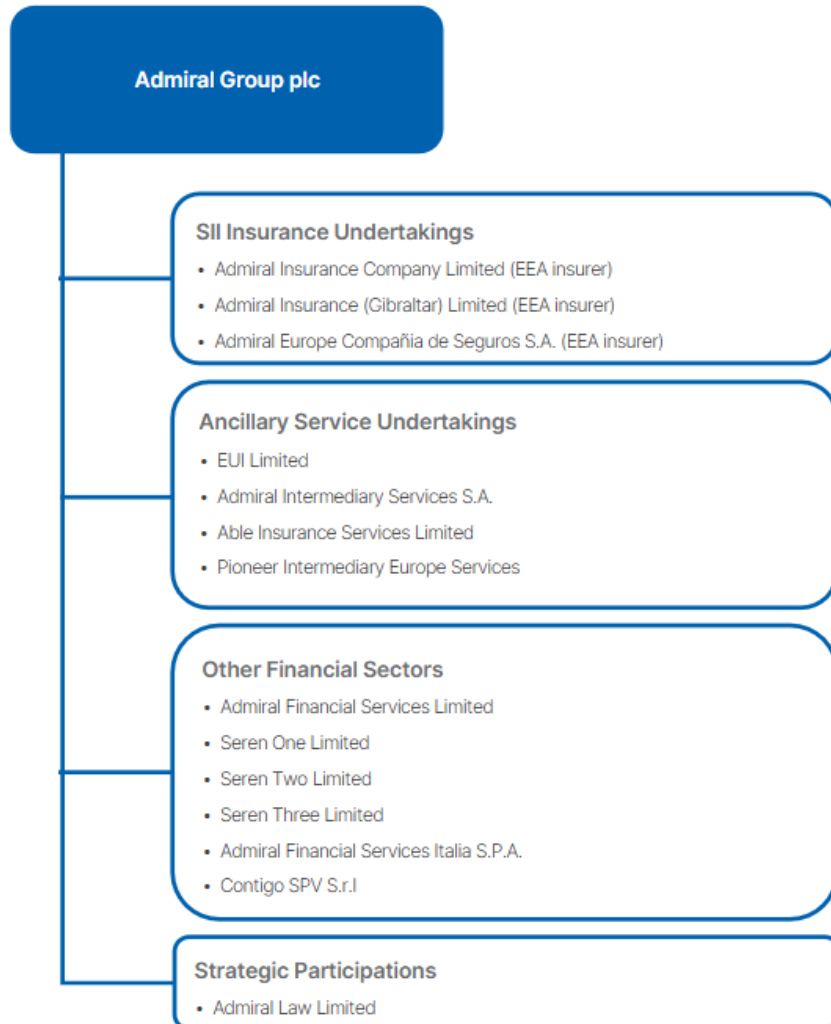 Admiral Group plc
SII Insurance Undertakings
• Admiral Insurance Company Limited (EEA insurer)
• Admiral Insurance (Gibraltar) Limited (EEA insurer)
• Admiral Europe Compañia de Seguros S.A. (EEA insurer)
Ancillary Service Undertakings
• EUI Limited
• Admiral Intermediary Services S.A.
• Able Insurance Services Limited
• Pioneer Intermediary Europe Services
Other Financial Sectors
• Admiral Financial Services Limited
• Seren One Limited
• Seren Two Limited
• Seren Three Limited
• Admiral Financial Services Italia S.P.A.
• Contigo SPV S.r.l
Strategic Participations
• Admiral Law Limited